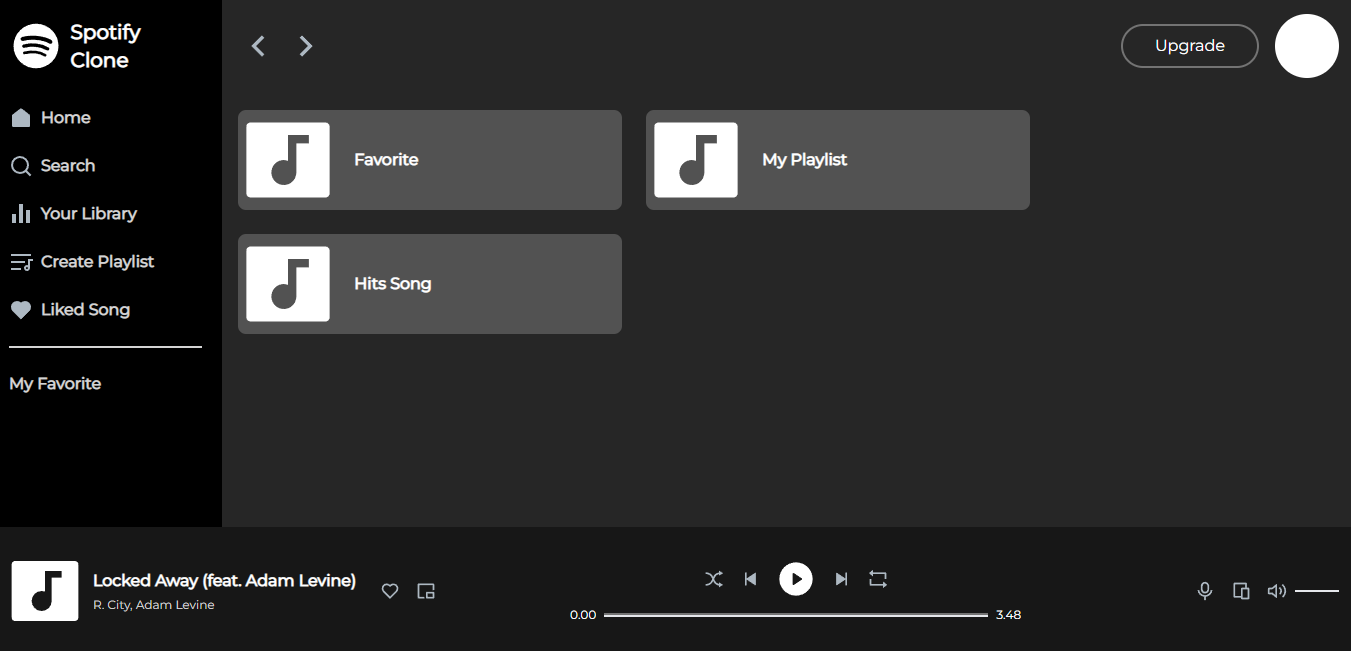 Spotify
Clone
Home
Search
Your Library
Create Playlist
Liked Song
My Favorite
Upgrade
Favorite
My Playlist
Hits Song
Locked Away (feat. Adam Levine)
R. City, Adam Levine
0.00
3.48